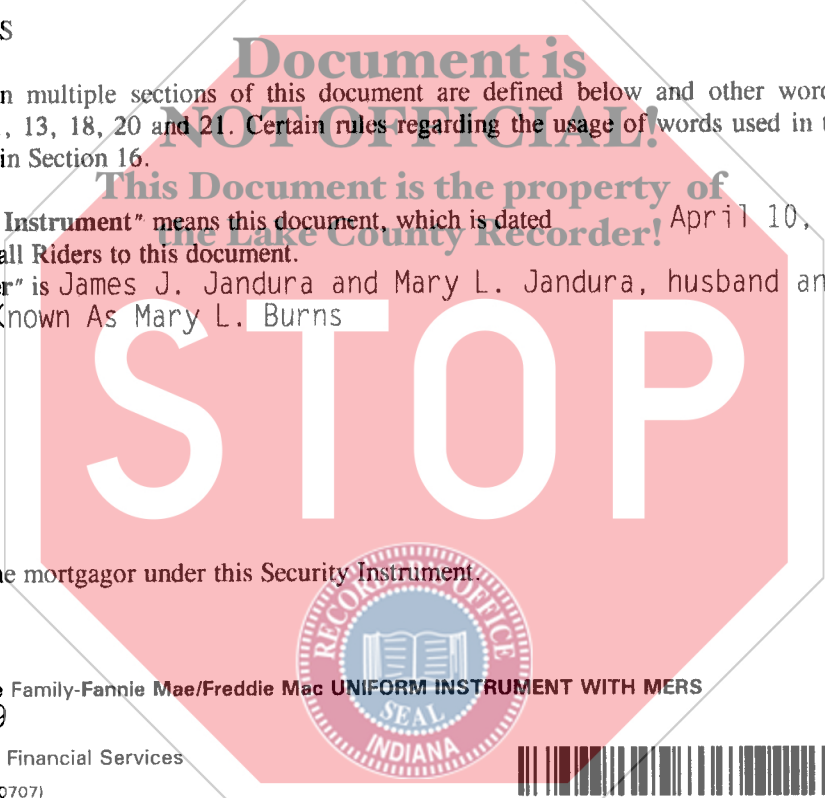 S
Document is
n multiple sections of this document are defined below and other word
, 13, 18, 20 and 21. Certain rules regarding the usage of words used in t
NOT OFFICIAL!
in Section 16.
This Document is the property of
Instrument" means this document, which is dated April 10,
the Lake County Recorder!
all Riders to this document.
r" is James J. Jandura and Mary L. Jandura, husband an
Known As Mary L. Burns
STOP
e mortgagor under this Security Instrument.
RECORDER'S OFFICE
SEAL
INDIANA
e Family-Fannie Mae/Freddie Mac UNIFORM INSTRUMENT WITH MERS
9
Financial Services
0707)